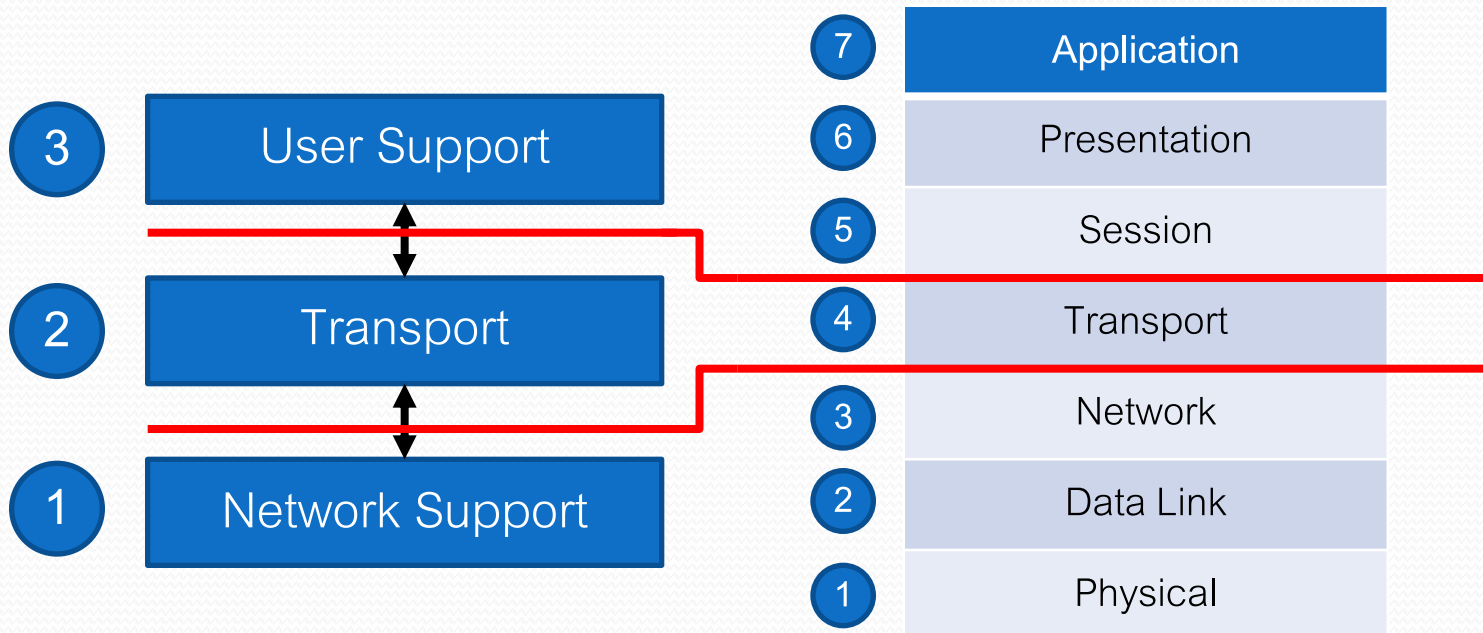 3
User Support
2
Transport
1
Network Support
7
Application
6
Presentation
5
Session
4
Transport
3
Network
2
Data Link
1
Physical